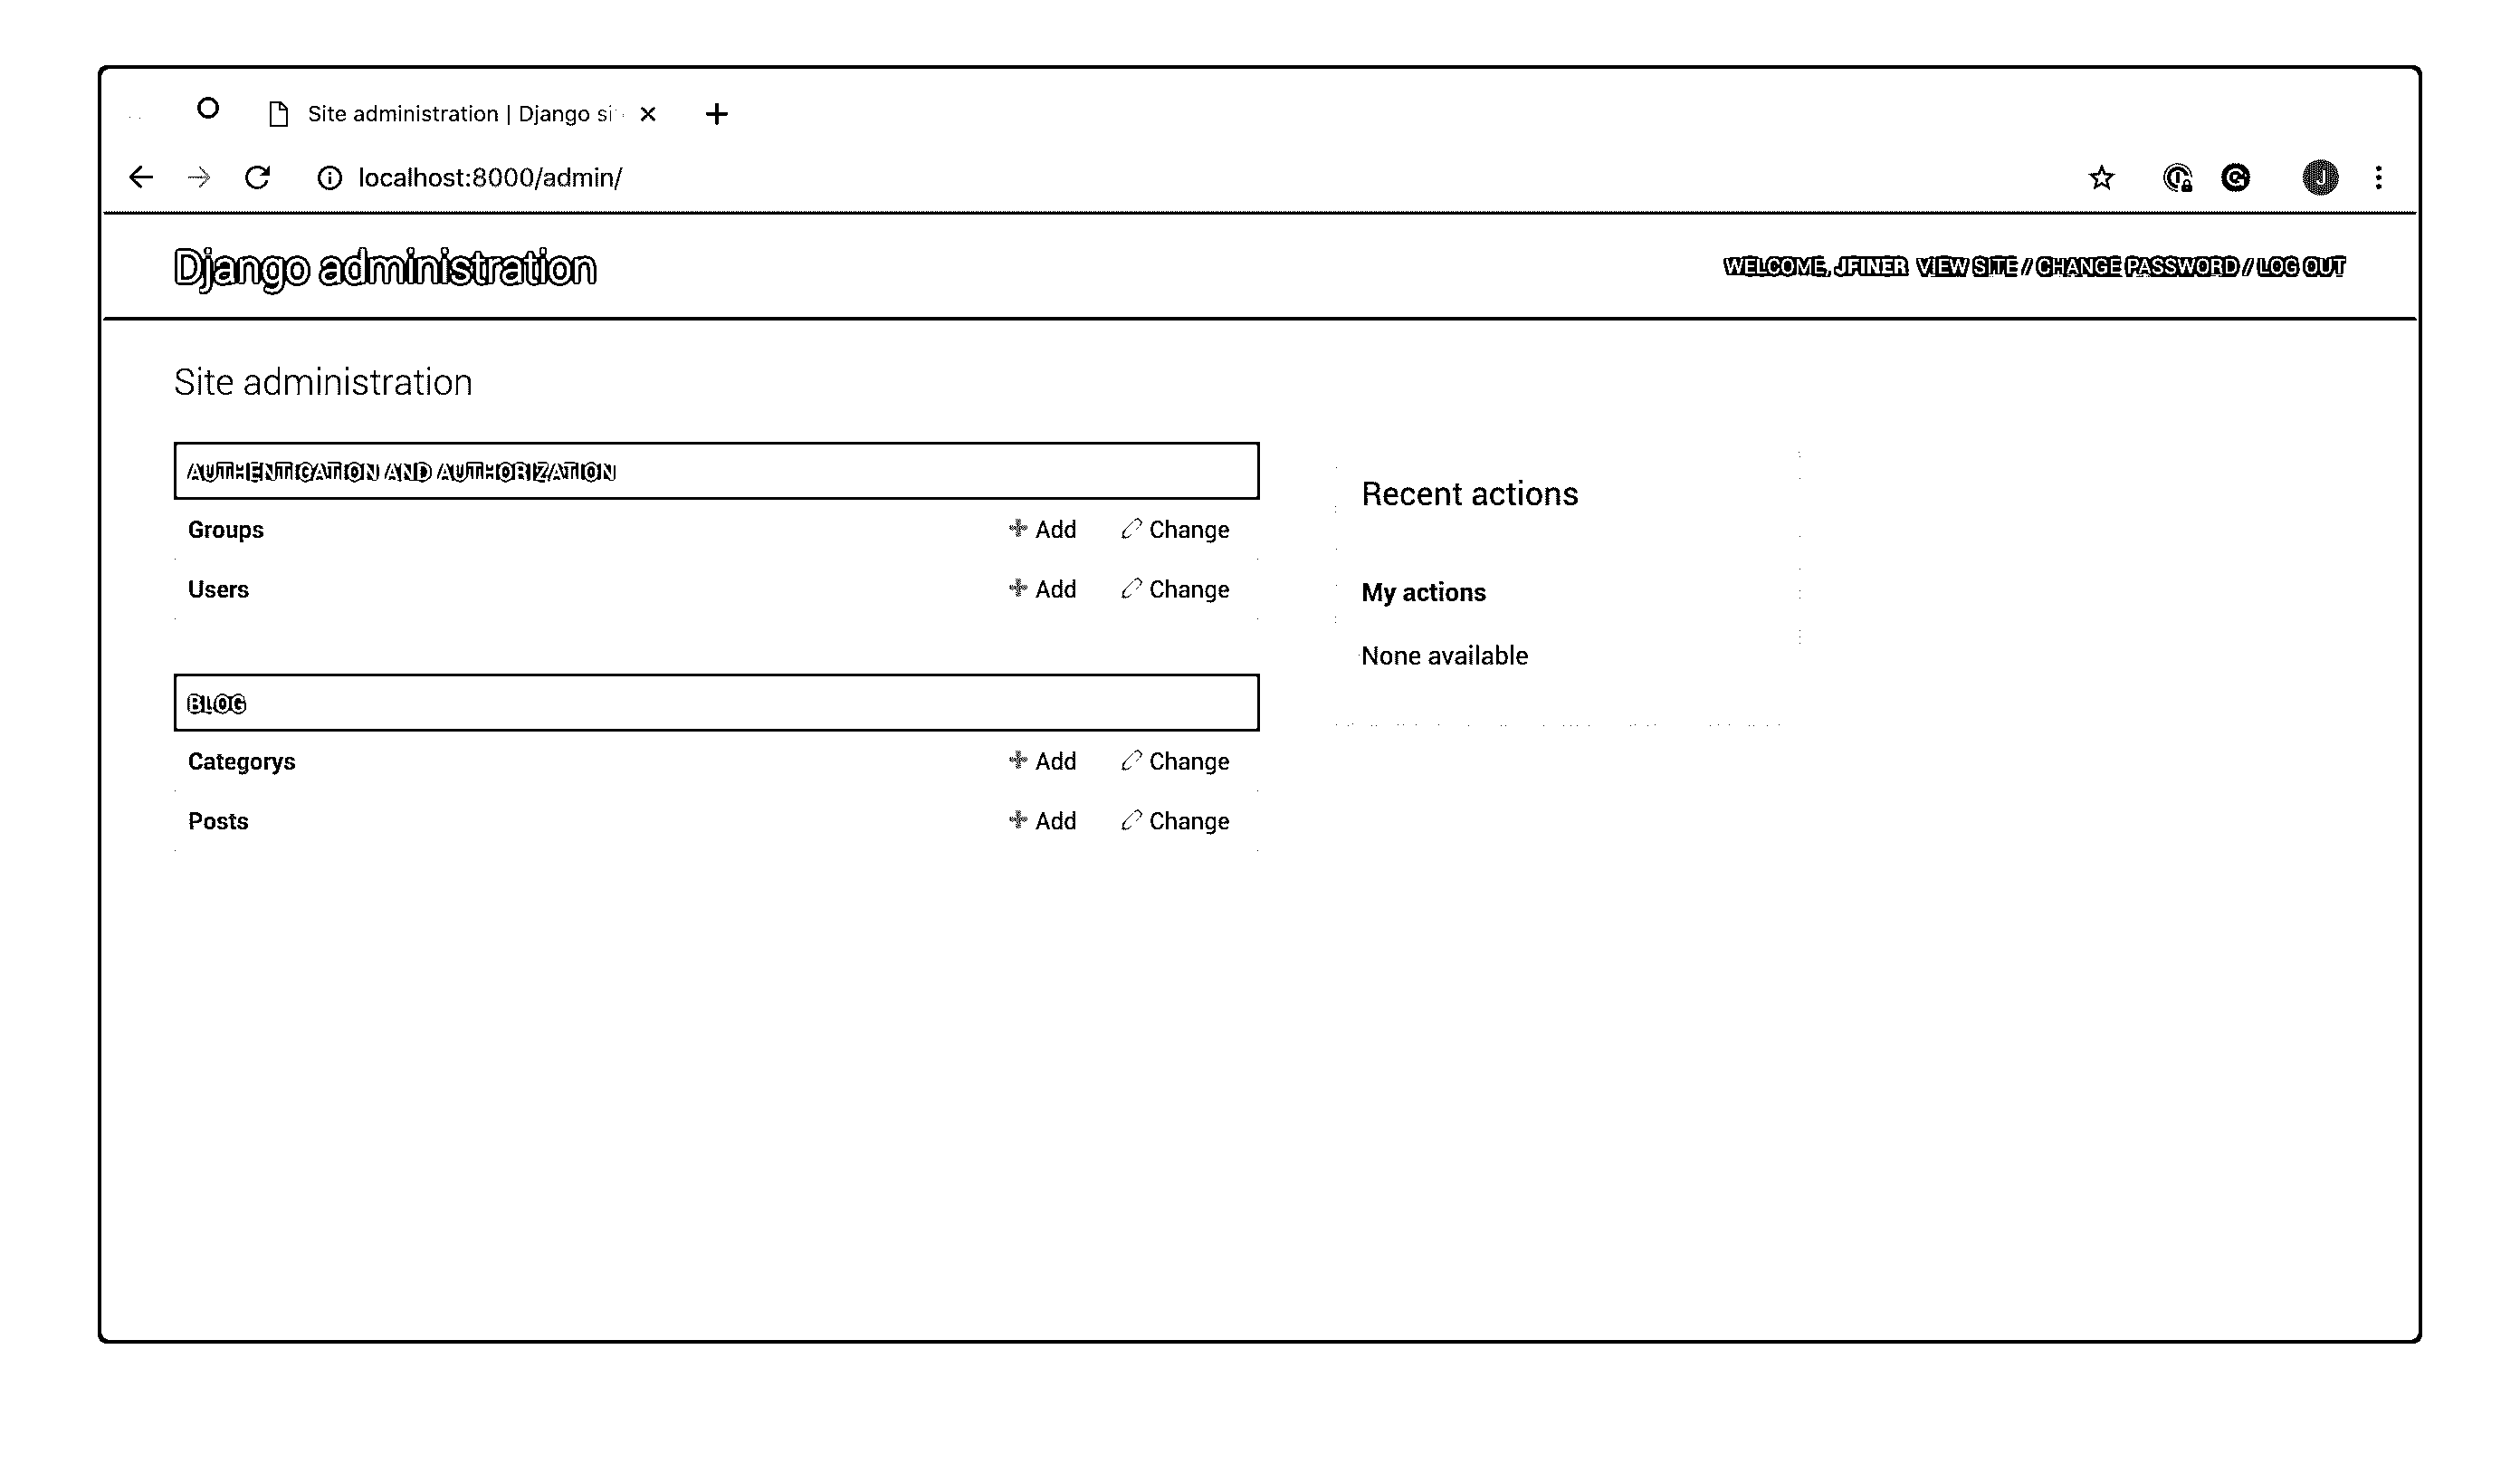 Site administration | Django si
localhost:8000/admin/
J
Django administration
WELCOME, JFINER VIEW SITE / CHANGE PASSWORD / LOG OUT
Site administration
AUTHENTICATION AND AUTHORIZATION
Groups Add Change
Users Add Change
BLOG
Categorys Add Change
Posts Add Change
Recent actions
My actions
None available